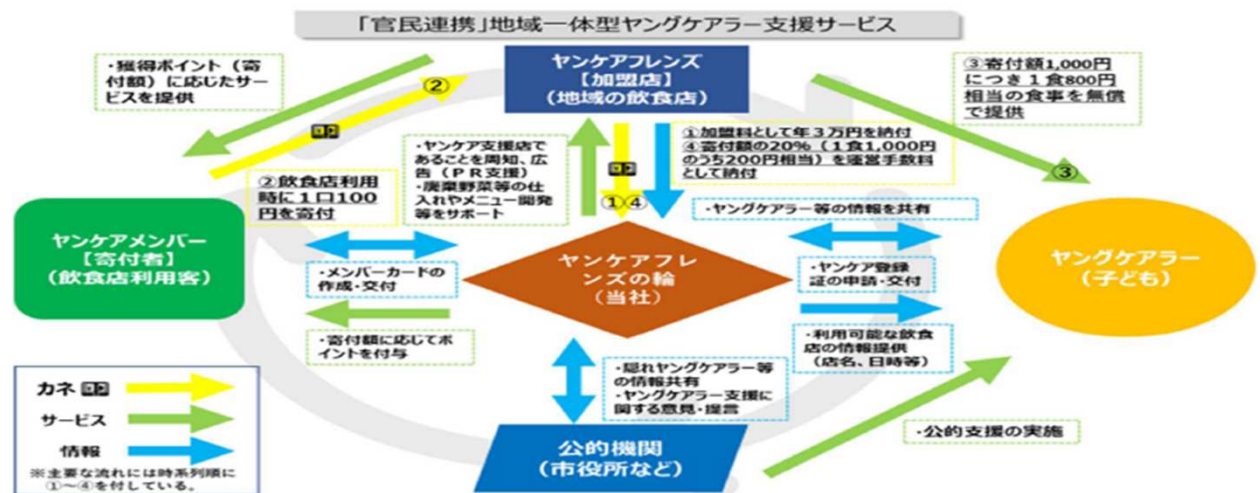 「官民連携」地域一体型ヤングケアラー支援サービス
・獲得ポイント（寄
付額）に応じたサー
ビスを提供
②
ヤンケアフレンズ
【加盟店】
（地域の飲食店）
③寄付額1,000円
につき１食800円
相当の食事を無償
で提供
②飲食店利用
時に１口100
円を寄付
・ヤンケア支援店で
あることを周知、広
告（ＰＲ支援）
・廃棄野菜等の仕
入れやメニュー開発
等をサポート
①④
①加盟料として年３万円を納付
④寄付額の20％（１食1,000円
のうち200円相当）を運営手数料
として納付
③
ヤンケアメンバー
【寄付者】
（飲食店利用客）
・メンバーカードの
作成・交付
・寄付額に応じてポ
イントを付与
ヤンケアフレ
ンズの輪
（当社）
・ヤングケアラー等の情報を共有
・ヤンケア登録
証の申請・交付
・利用可能な飲食
店の情報提供
（店名、日時等）
ヤングケアラー
（子ども）
・隠れヤングケアラー等
の情報共有
・ヤングケアラー支援に
関する意見・提言
公的機関
（市役所など）
・公的支援の実施
カネ
サービス
情報
※主要な流れには時系列順に
①～④を付している。